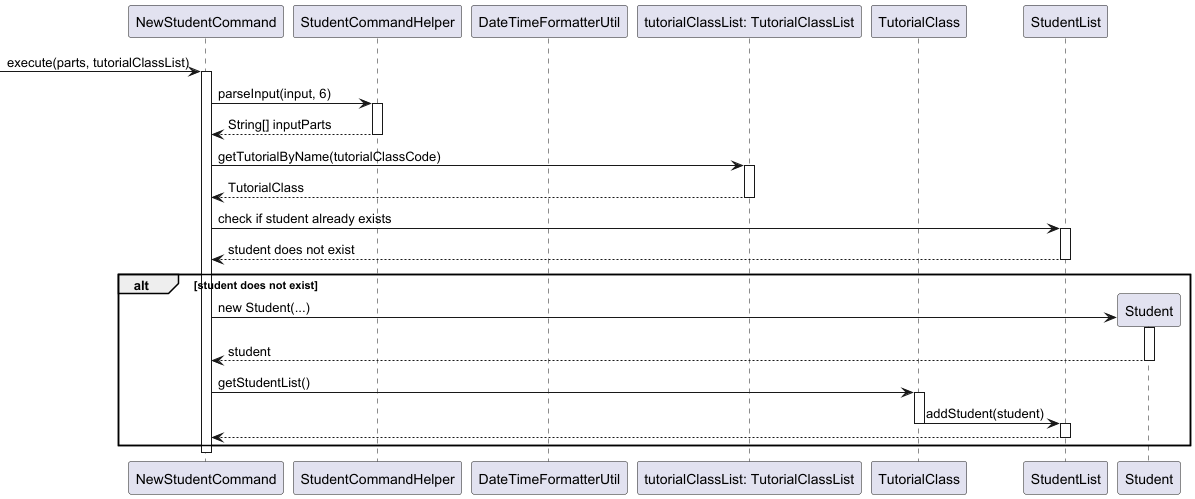 NewStudentCommand StudentCommandHelper DateTimeFormatterUtil tutorialClassList: TutorialClassList TutorialClass StudentList
execute(parts, tutorialClassList)
parseInput(input, 6)
String[] inputParts
getTutorialByName(tutorialClassCode)
TutorialClass
check if student already exists
student does not exist
alt [student does not exist]
new Student(...) Student
student
getStudentList()
addStudent(student)
NewStudentCommand StudentCommandHelper DateTimeFormatterUtil tutorialClassList: TutorialClassList TutorialClass StudentList Student